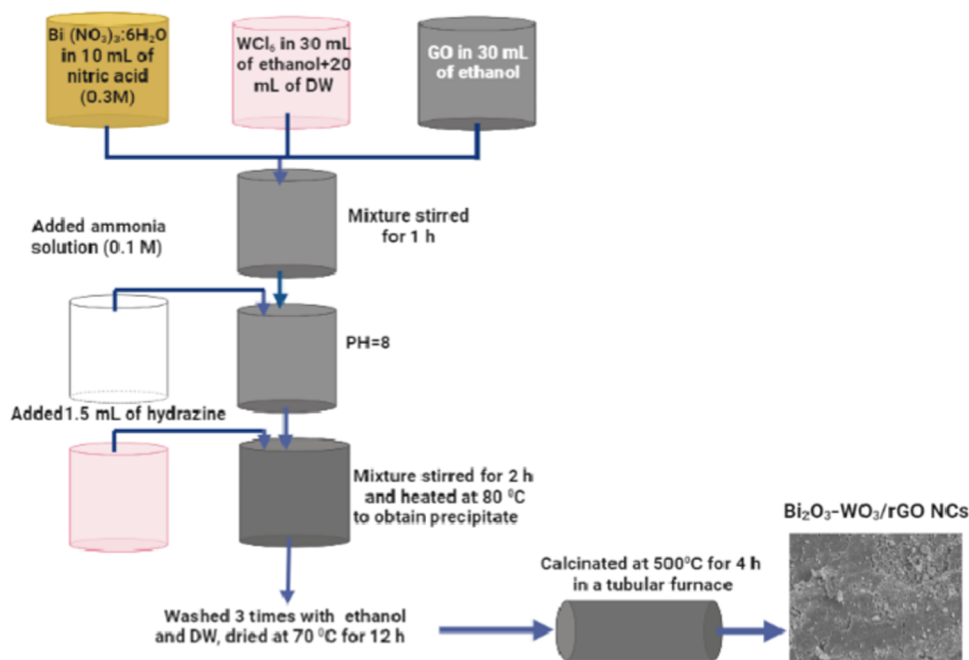 Bi (NO₃)₃:6H₂O
in 10 mL of
nitric acid
(0.3M)
WCl₆ in 30 mL
of ethanol+20
mL of DW
GO in 30 mL
of ethanol
Added ammonia
solution (0.1 M)
Mixture stirred
for 1 h
PH=8
Added 1.5 mL of hydrazine
Mixture stirred for 2 h
and heated at 80 ⁰C
to obtain precipitate
Washed 3 times with ethanol
and DW, dried at 70 ⁰C for 12 h
Calcinated at 500⁰C for 4 h
in a tubular furnace
Bi₂O₃-WO₃/rGO NCs